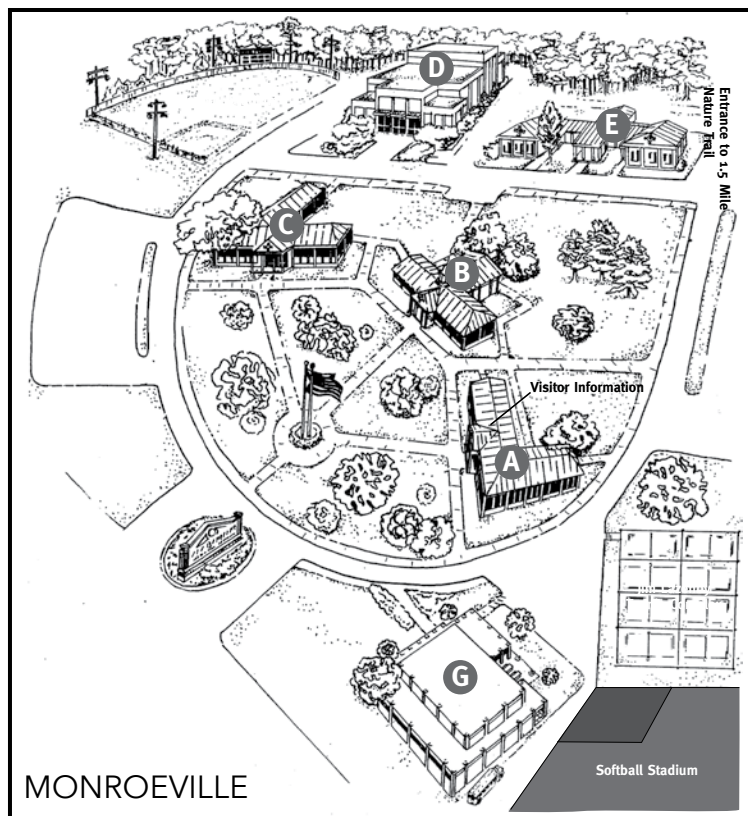 D
E
Entrance to 1.5 Mile
Nature Trail
C
B
Visitor Information
A
G
Softball Stadium
MONROEVILLE